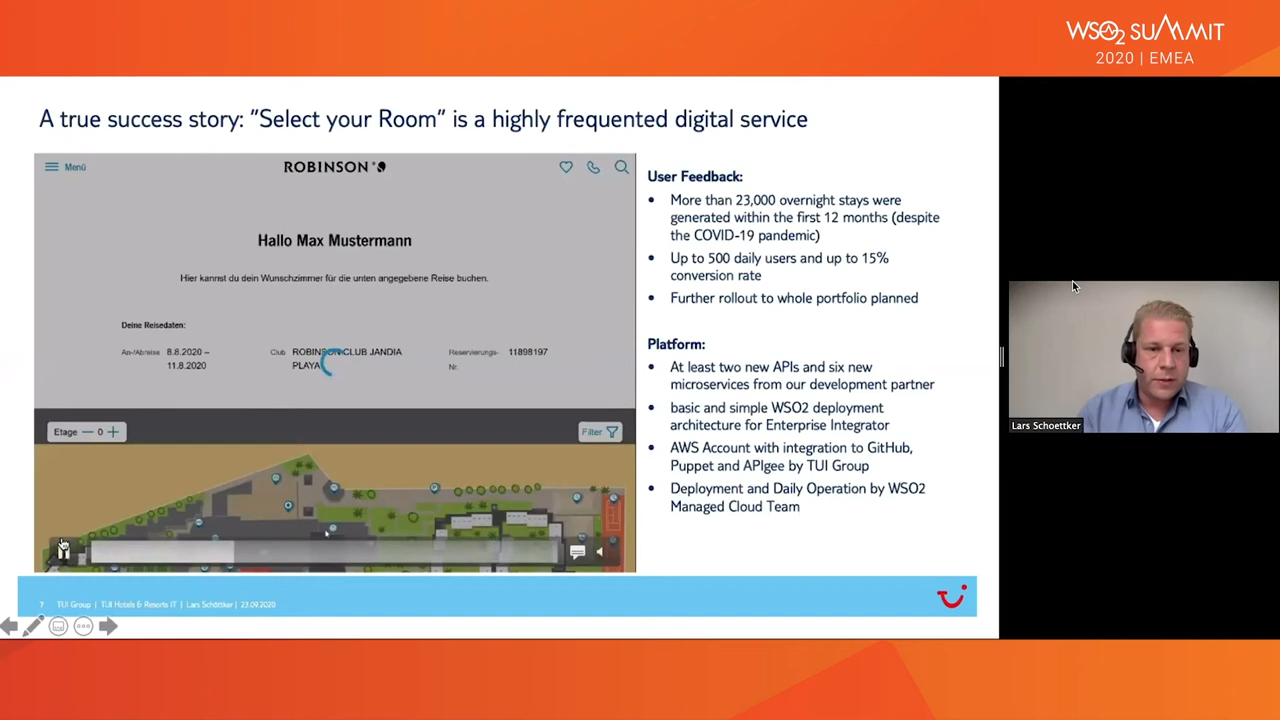 WSO2 SUMMIT
2020 | EMEA
A true success story: "Select your Room" is a highly frequented digital service
Menü
ROBINSON
Hallo Max Mustermann
Hier kannst du dein Wunschzimmer für die unten angegebene Reise buchen.
Deine Reisedaten:
An-/Abreise 8.8.2020 – Club ROBINSON CLUB JANDIA Reservierungs- 11898197
11.8.2020 PLAYA Nr.
Etage — 0 +
Filter
User Feedback:
• More than 23,000 overnight stays were
generated within the first 12 months (despite
the COVID-19 pandemic)
• Up to 500 daily users and up to 15%
conversion rate
• Further rollout to whole portfolio planned
Platform:
• At least two new APIs and six new
microservices from our development partner
• basic and simple WSO2 deployment
architecture for Enterprise Integrator
• AWS Account with integration to GitHub,
Puppet and APIgee by TUI Group
• Deployment and Daily Operation by WSO2
Managed Cloud Team
Lars Schoettker
7 TUI Group | TUI Hotels & Resorts IT | Lars Schöttker | 23.09.2020